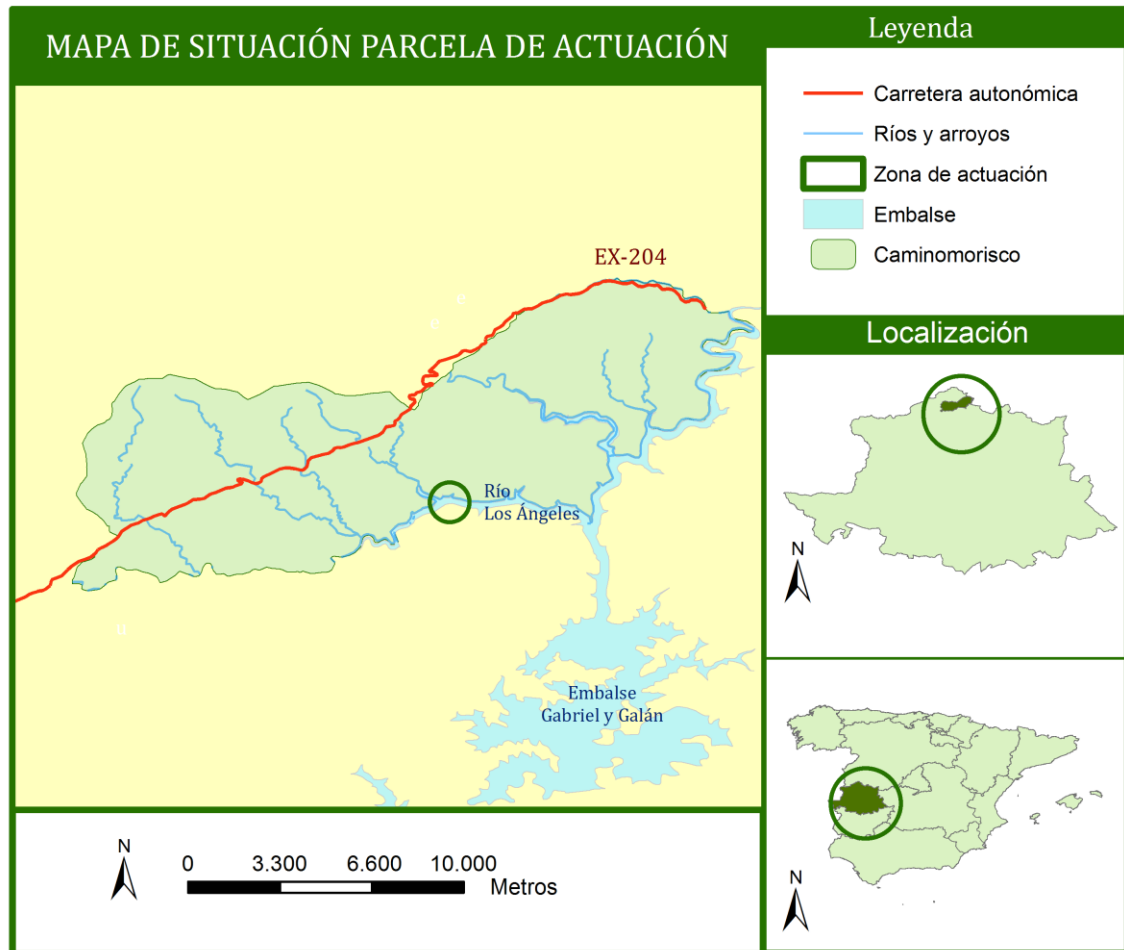 MAPA DE SITUACIÓN PARCELA DE ACTUACIÓN
EX-204
Río
Los Ángeles
Embalse
Gabriel y Galán
N
0 3.300 6.600 10.000
Metros
Leyenda
Carretera autonómica
Ríos y arroyos
Zona de actuación
Embalse
Caminomorisco
Localización
N
N